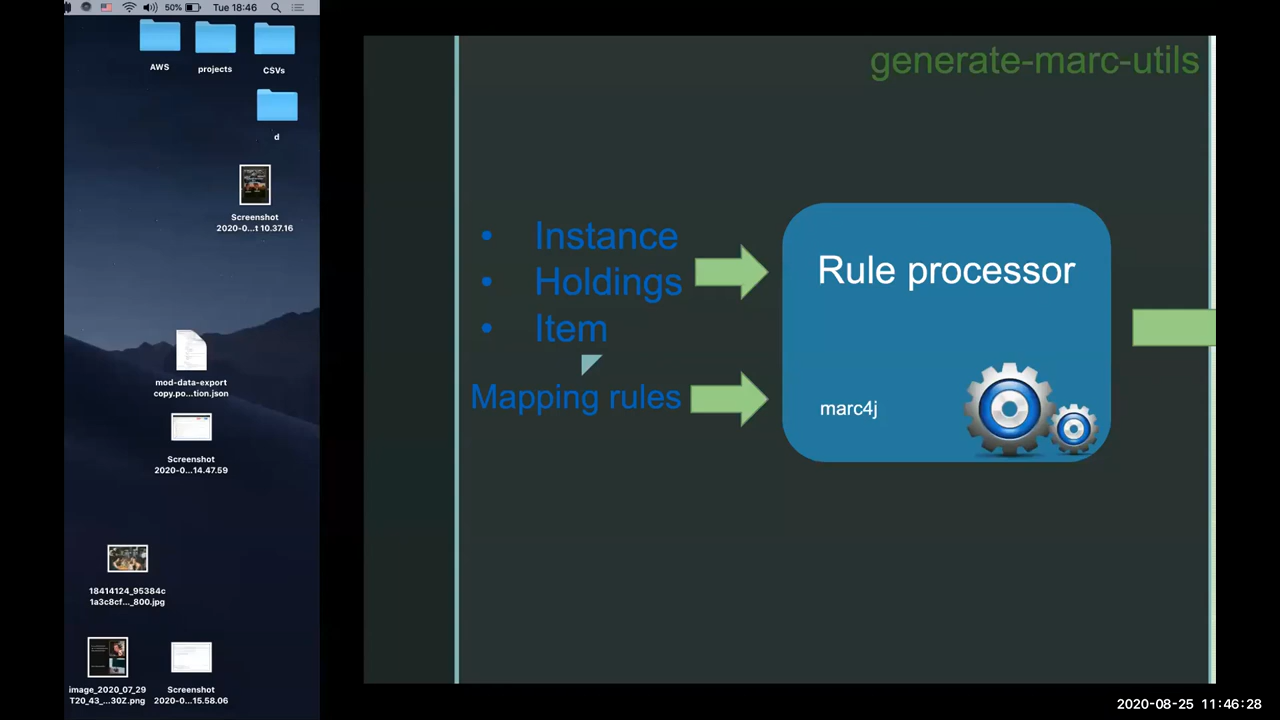 50% Tue 18:46
AWS
projects
CSVs
d
Screenshot
2020-0...t 10.37.16
mod-data-export
copy.po...tion.json
Screenshot
2020-0...14.47.59
18414124_95384c
1a3c8cf..._800.jpg
image_2020_07_29
T20_43_...30Z.png
Screenshot
2020-0...15.58.06
generate-marc-utils
• Instance
• Holdings
• Item
Mapping rules
Rule processor
marc4j
2020-08-25 11:46:28